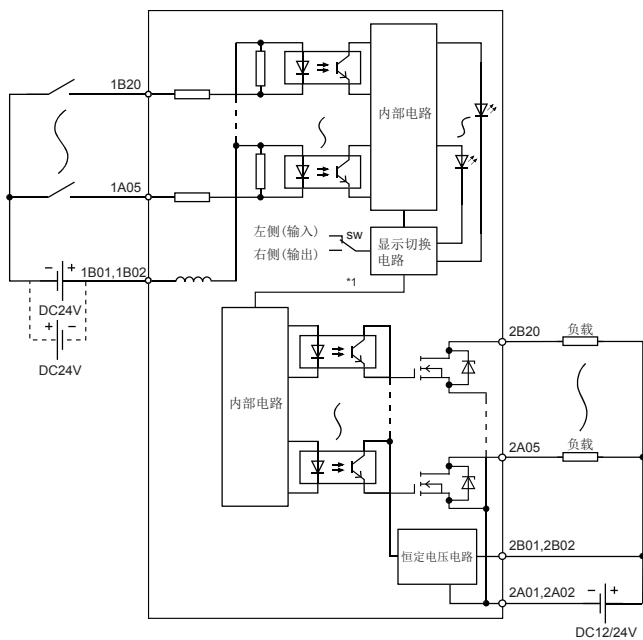 1B20
内部电路
1A05
左侧(输入)
SW
右侧(输出)
显示切换
电路
1B01,1B02
− +
DC24V
+ −
DC24V
*1
2B20
负载
内部电路
2A05
负载
恒定电压电路
2B01,2B02
2A01,2A02
− +
DC12/24V